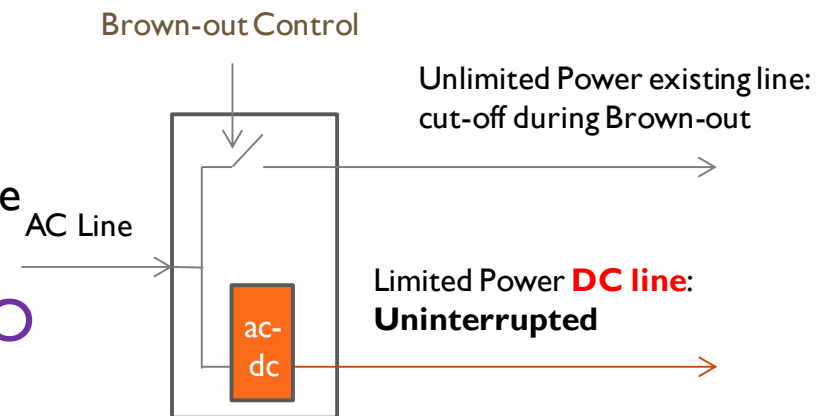 Brown-out Control
Unlimited Power existing line:
cut-off during Brown-out
e
AC Line
Limited Power DC line:
Uninterrupted
ac-
dc